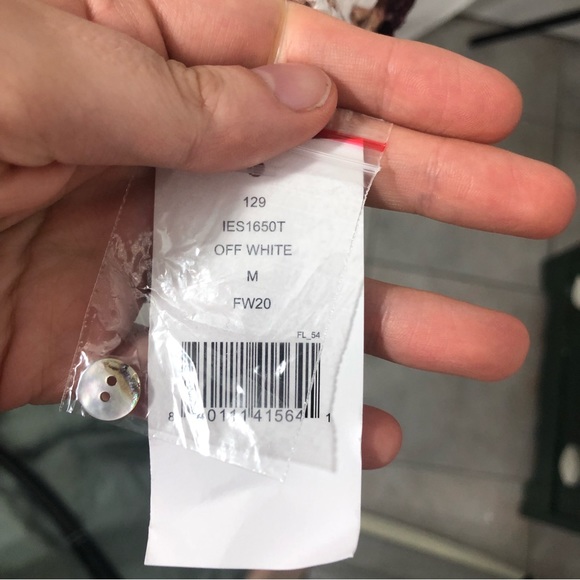 129
IES1650T
OFF WHITE
M
FW20
FL_54